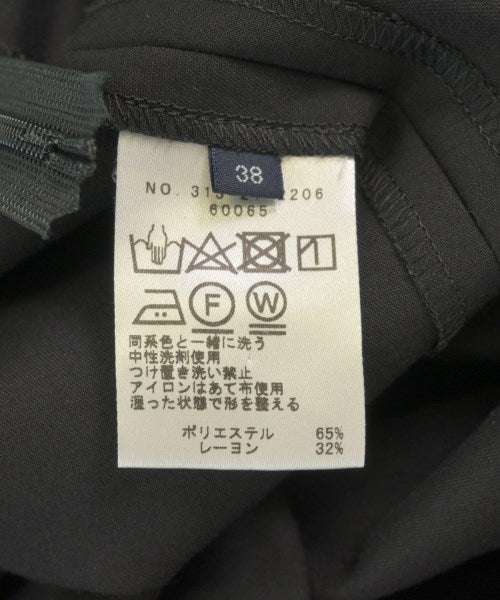 38
NO. 206
60065
F W
同系色と一緒に洗う
中性洗剤使用
つけ置き洗い禁止
アイロンはあて布使用
湿った状態で形を整える
ポリエステル 65%
レーヨン 32%